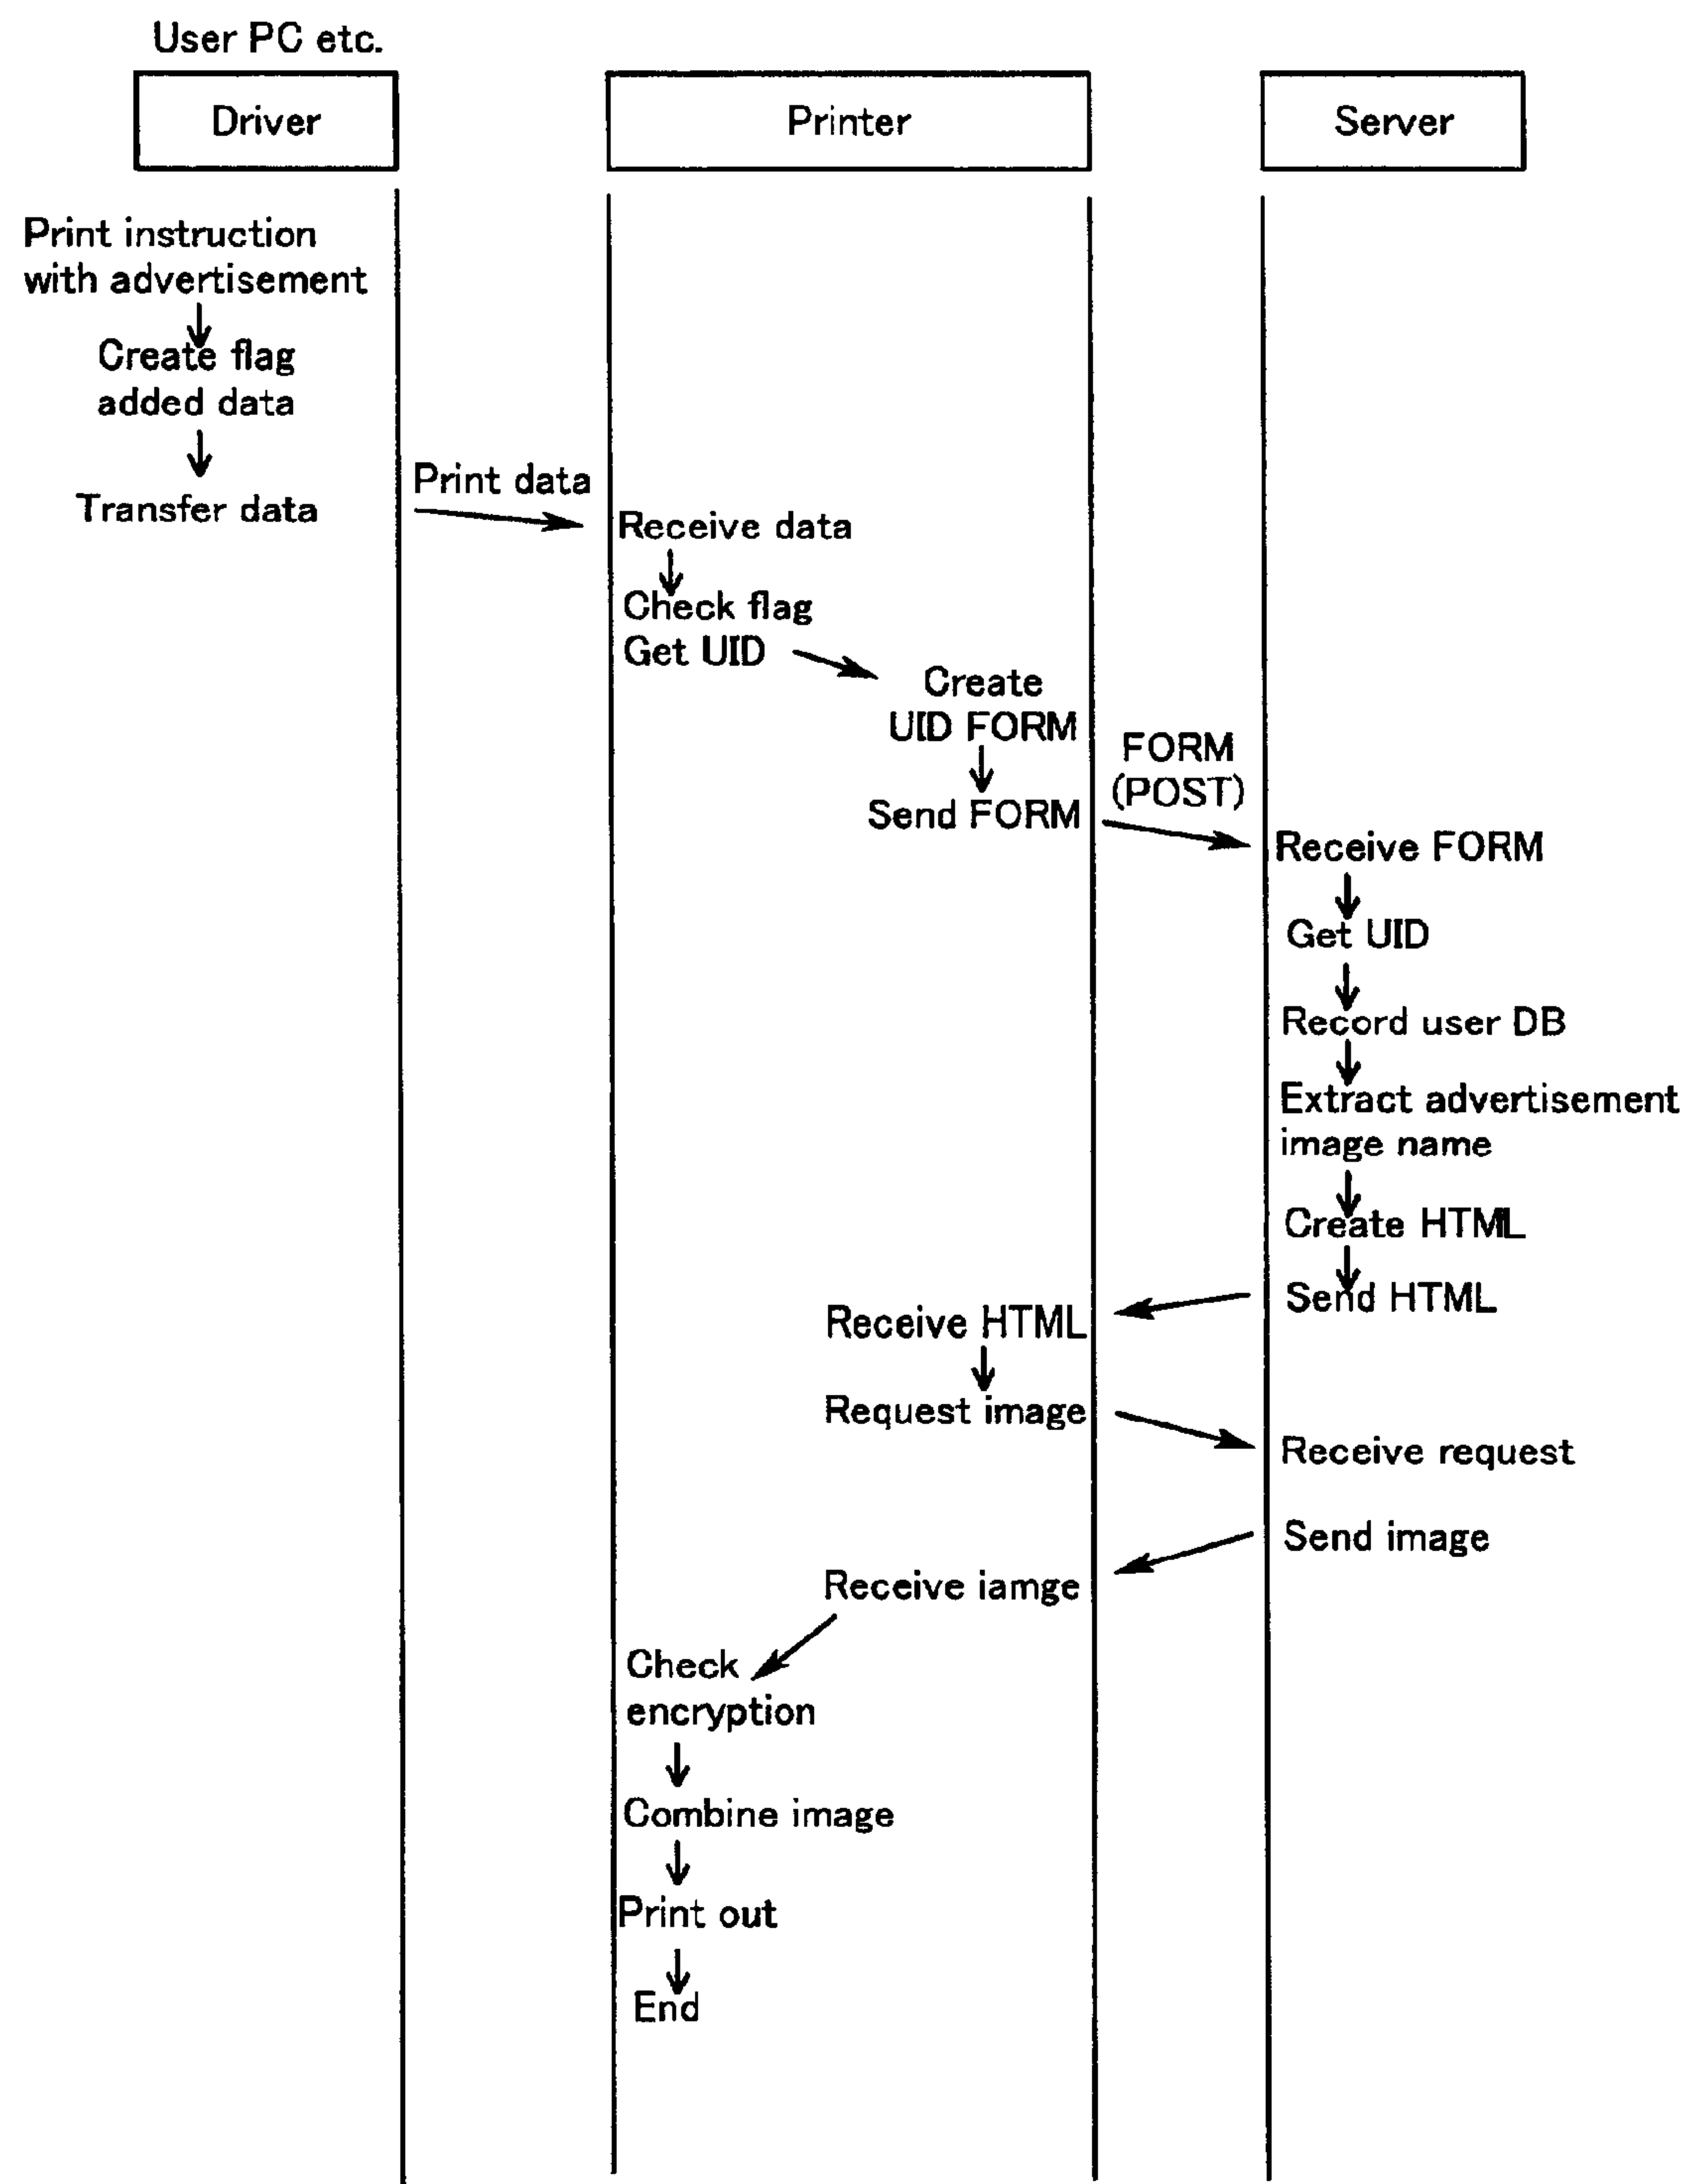 User PC etc.
Driver
Printer
Server
Print instruction
with advertisement
Create flag
added data
Transfer data
Print data
Receive data
Check flag
Get UID
Create
UID FORM
Send FORM
FORM
(POST)
Receive FORM
Get UID
Record user DB
Extract advertisement
image name
Create HTML
Send HTML
Receive HTML
Request image
Receive request
Send image
Receive iamge
Check
encryption
Combine image
Print out
End